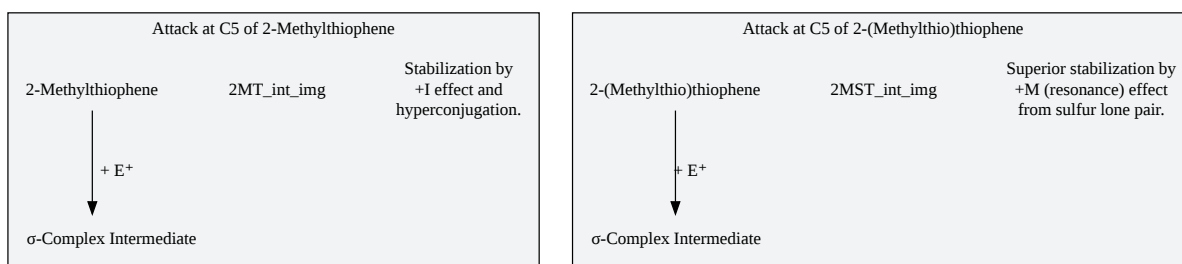 Attack at C5 of 2-Methylthiophene
2-Methylthiophene
2MT_int_img
Stabilization by
+I effect and
hyperconjugation.
+ E⁺
σ-Complex Intermediate
Attack at C5 of 2-(Methylthio)thiophene
2-(Methylthio)thiophene
2MST_int_img
Superior stabilization by
+M (resonance) effect
from sulfur lone pair.
+ E⁺
σ-Complex Intermediate